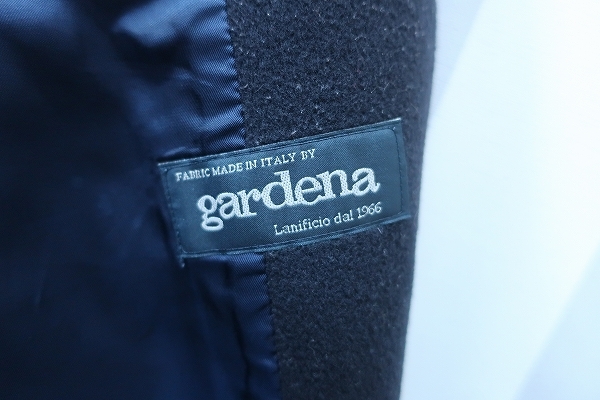 FABRIC MADE IN ITALY BY
gardena
Lanificio dal 1966